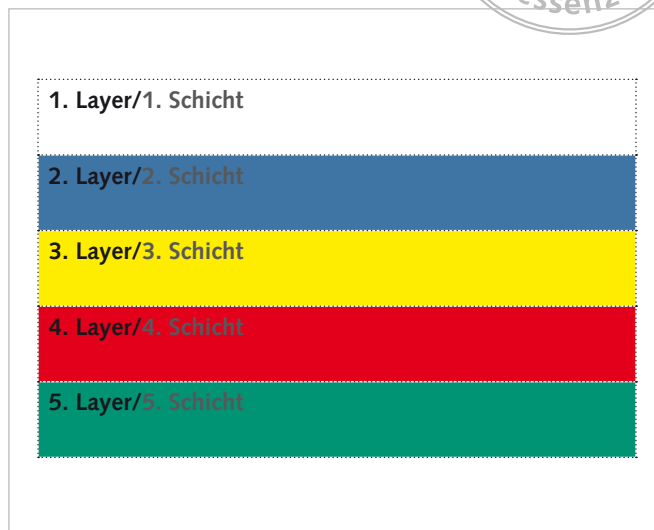 essenz
1. Layer/1. Schicht
2. Layer/2. Schicht
3. Layer/3. Schicht
4. Layer/4. Schicht
5. Layer/5. Schicht